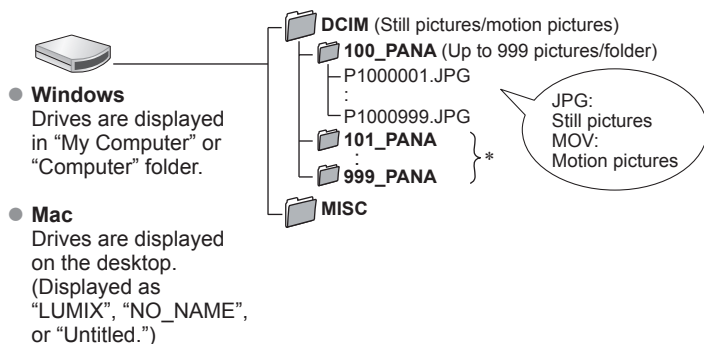 DCIM (Still pictures/motion pictures)
100_PANA (Up to 999 pictures/folder)
P1000001.JPG
:
P1000999.JPG
101_PANA
:
999_PANA
*
MISC
JPG:
Still pictures
MOV:
Motion pictures
● Windows
Drives are displayed
in “My Computer” or
“Computer” folder.
● Mac
Drives are displayed
on the desktop.
(Displayed as
“LUMIX”, “NO_NAME”,
or “Untitled.”)